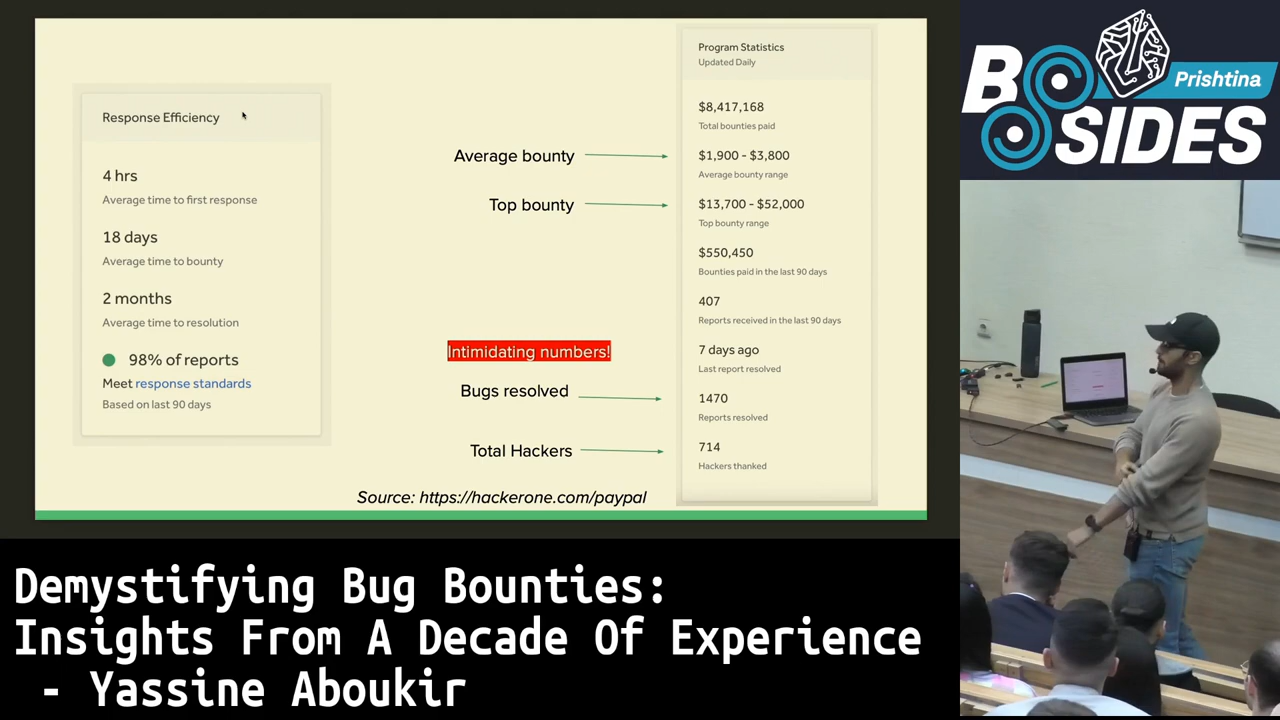 Response Efficiency
4 hrs
Average time to first response
18 days
Average time to bounty
2 months
Average time to resolution
98% of reports
Meet response standards
Based on last 90 days
Average bounty
Top bounty
Intimidating numbers!
Bugs resolved
Total Hackers
Source: https://hackerone.com/paypal
Program Statistics
Updated Daily
$8,417,168
Total bounties paid
$1,900 - $3,800
Average bounty range
$13,700 - $52,000
Top bounty range
$550,450
Bounties paid in the last 90 days
407
Reports received in the last 90 days
7 days ago
Last report resolved
1470
Reports resolved
714
Hackers thanked
BSIDES
Prishtina
Demystifying Bug Bounties:
Insights From A Decade Of Experience
- Yassine Aboukir